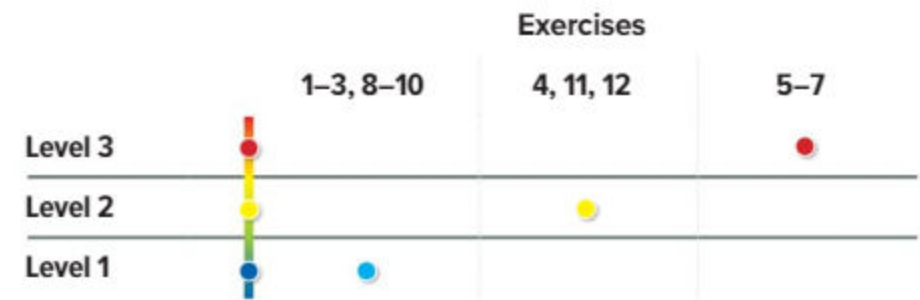 Exercises
1–3, 8–10 4, 11, 12 5–7
Level 3
Level 2
Level 1